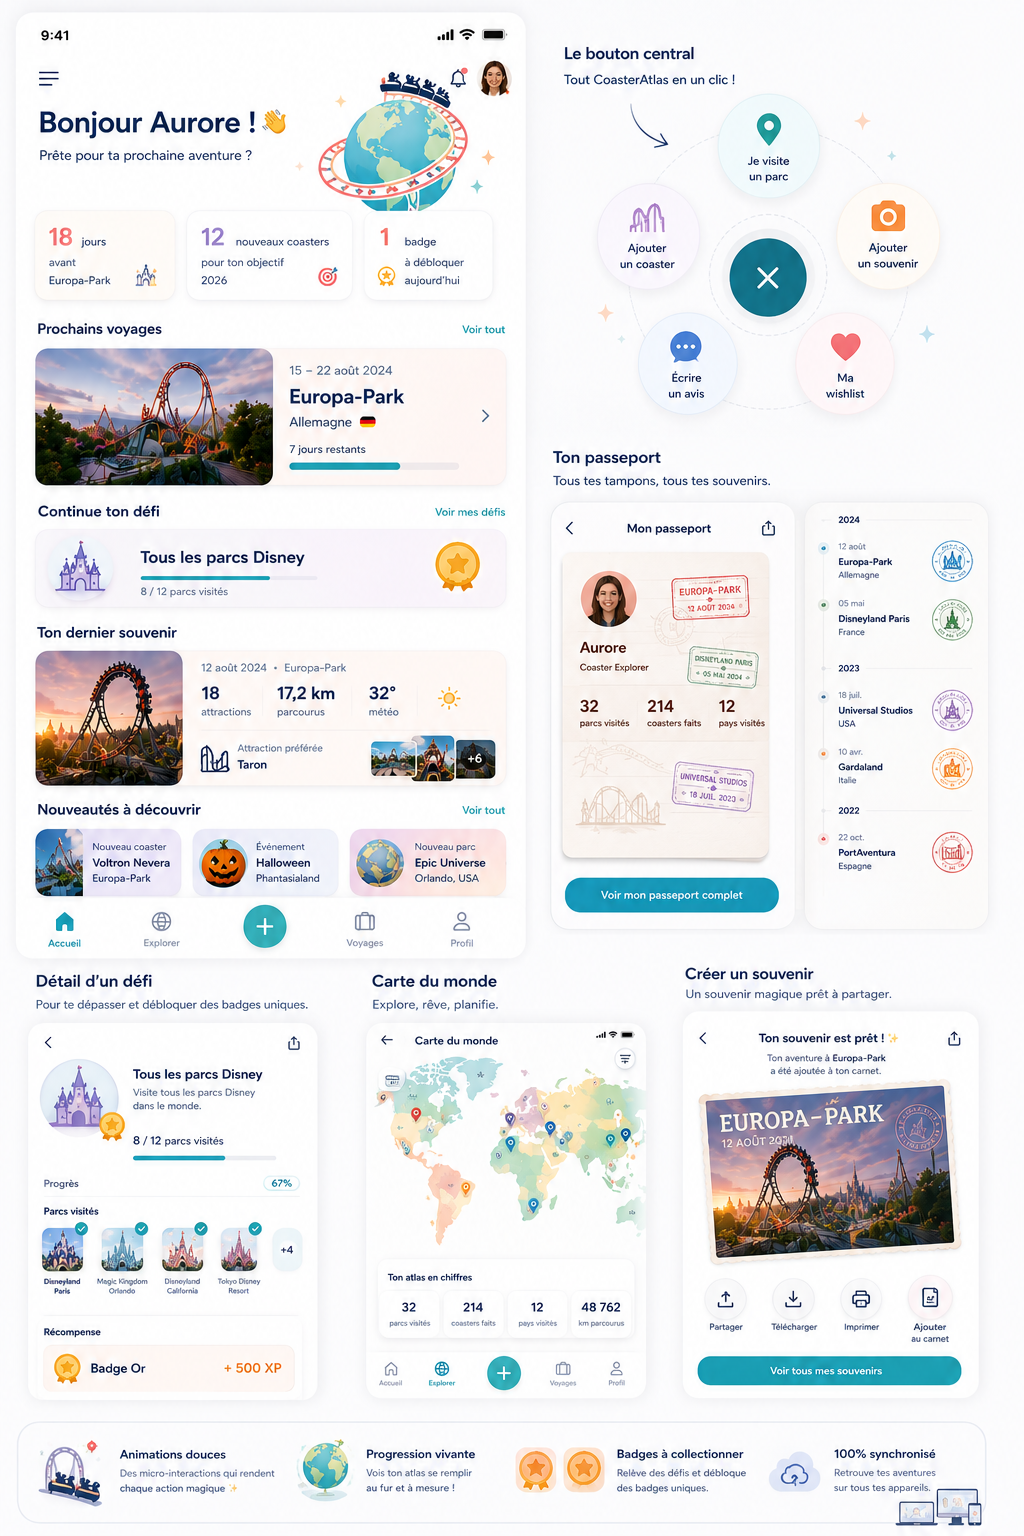 9:41
Bonjour Aurore ! 👋
Prête pour ta prochaine aventure ?
18 jours
avant
Europa-Park
12 nouveaux coasters
pour ton objectif
2026
1 badge
à débloquer
aujourd'hui
Prochains voyages
Voir tout
15 – 22 août 2024
Europa-Park
Allemagne
7 jours restants
Continue ton défi
Voir mes défis
Tous les parcs Disney
8 / 12 parcs visités
Ton dernier souvenir
12 août 2024 • Europa-Park
18
attractions
17,2 km
parcourus
32°
météo
Attraction préférée
Taron
+6
Nouveautés à découvrir
Voir tout
Nouveau coaster
Voltron Nevera
Europa-Park
Événement
Halloween
Phantasialand
Nouveau parc
Epic Universe
Orlando, USA
Accueil
Explorer
Voyages
Profil
Le bouton central
Tout CoasterAtlas en un clic !
Je visite
un parc
Ajouter
un coaster
Ajouter
un souvenir
Écrire
un avis
Ma
wishlist
Ton passeport
Tous tes tampons, tous tes souvenirs.
Mon passeport
EUROPA-PARK
12 AOÛT 2024
Aurore
Coaster Explorer
DISNEYLAND PARIS
05 MAI 2004
32
parcs visités
214
coasters faits
12
pays visités
UNIVERSAL STUDIOS
18 JUIL. 2023
Voir mon passeport complet
2024
12 août
Europa-Park
Allemagne
05 mai
Disneyland Paris
France
2023
18 juil.
Universal Studios
USA
10 avr.
Gardaland
Italie
2022
22 oct.
PortAventura
Espagne
Détail d'un défi
Pour te dépasser et débloquer des badges uniques.
Tous les parcs Disney
Visite tous les parcs Disney
dans le monde.
8 / 12 parcs visités
Progrès
67%
Parcs visités
Disneyland
Paris
Magic Kingdom
Orlando
Disneyland
California
Tokyo Disney
Resort
+4
Récompense
Badge Or
+ 500 XP
Carte du monde
Explore, rêve, planifie.
Carte du monde
Ton atlas en chiffres
32
parcs visités
214
coasters faits
12
pays visités
48 762
km parcourus
Accueil
Explorer
Voyages
Profil
Créer un souvenir
Un souvenir magique prêt à partager.
Ton souvenir est prêt ! ✨
Ton aventure à Europa-Park
a été ajoutée à ton carnet.
EUROPA-PARK
12 AOÛT
Partager
Télécharger
Imprimer
Ajouter
au carnet
Voir tous mes souvenirs
Animations douces
Des micro-interactions qui rendent
chaque action magique ✨
Progression vivante
Vois ton atlas se remplir
au fur et à mesure !
Badges à collectionner
Relève des défis et débloque
des badges uniques.
100% synchronisé
Retrouve tes aventures
sur tous tes appareils.